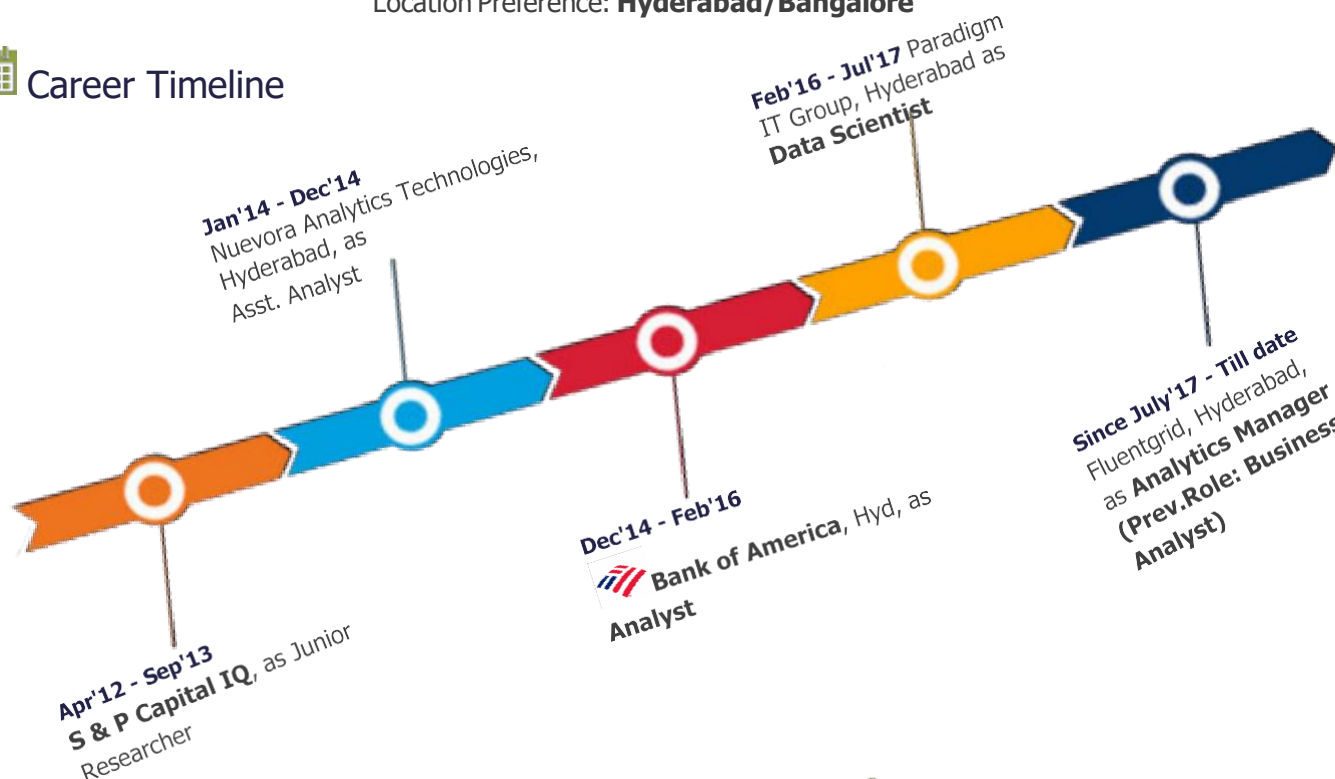 Location Preference: Hyderabad/Bangalore
Career Timeline
Feb'16 - Jul'17 Paradigm
IT Group, Hyderabad as
Data Scientist
Jan'14 - Dec'14
Nuevora Analytics Technologies,
Hyderabad, as
Asst. Analyst
Since July'17 - Till date
Fluentgrid, Hyderabad,
as Analytics Manager
(Prev.Role: Business
Analyst)
Dec'14 - Feb'16
Bank of America, Hyd, as
Analyst
Apr'12 - Sep'13
S & P Capital IQ, as Junior
Researcher